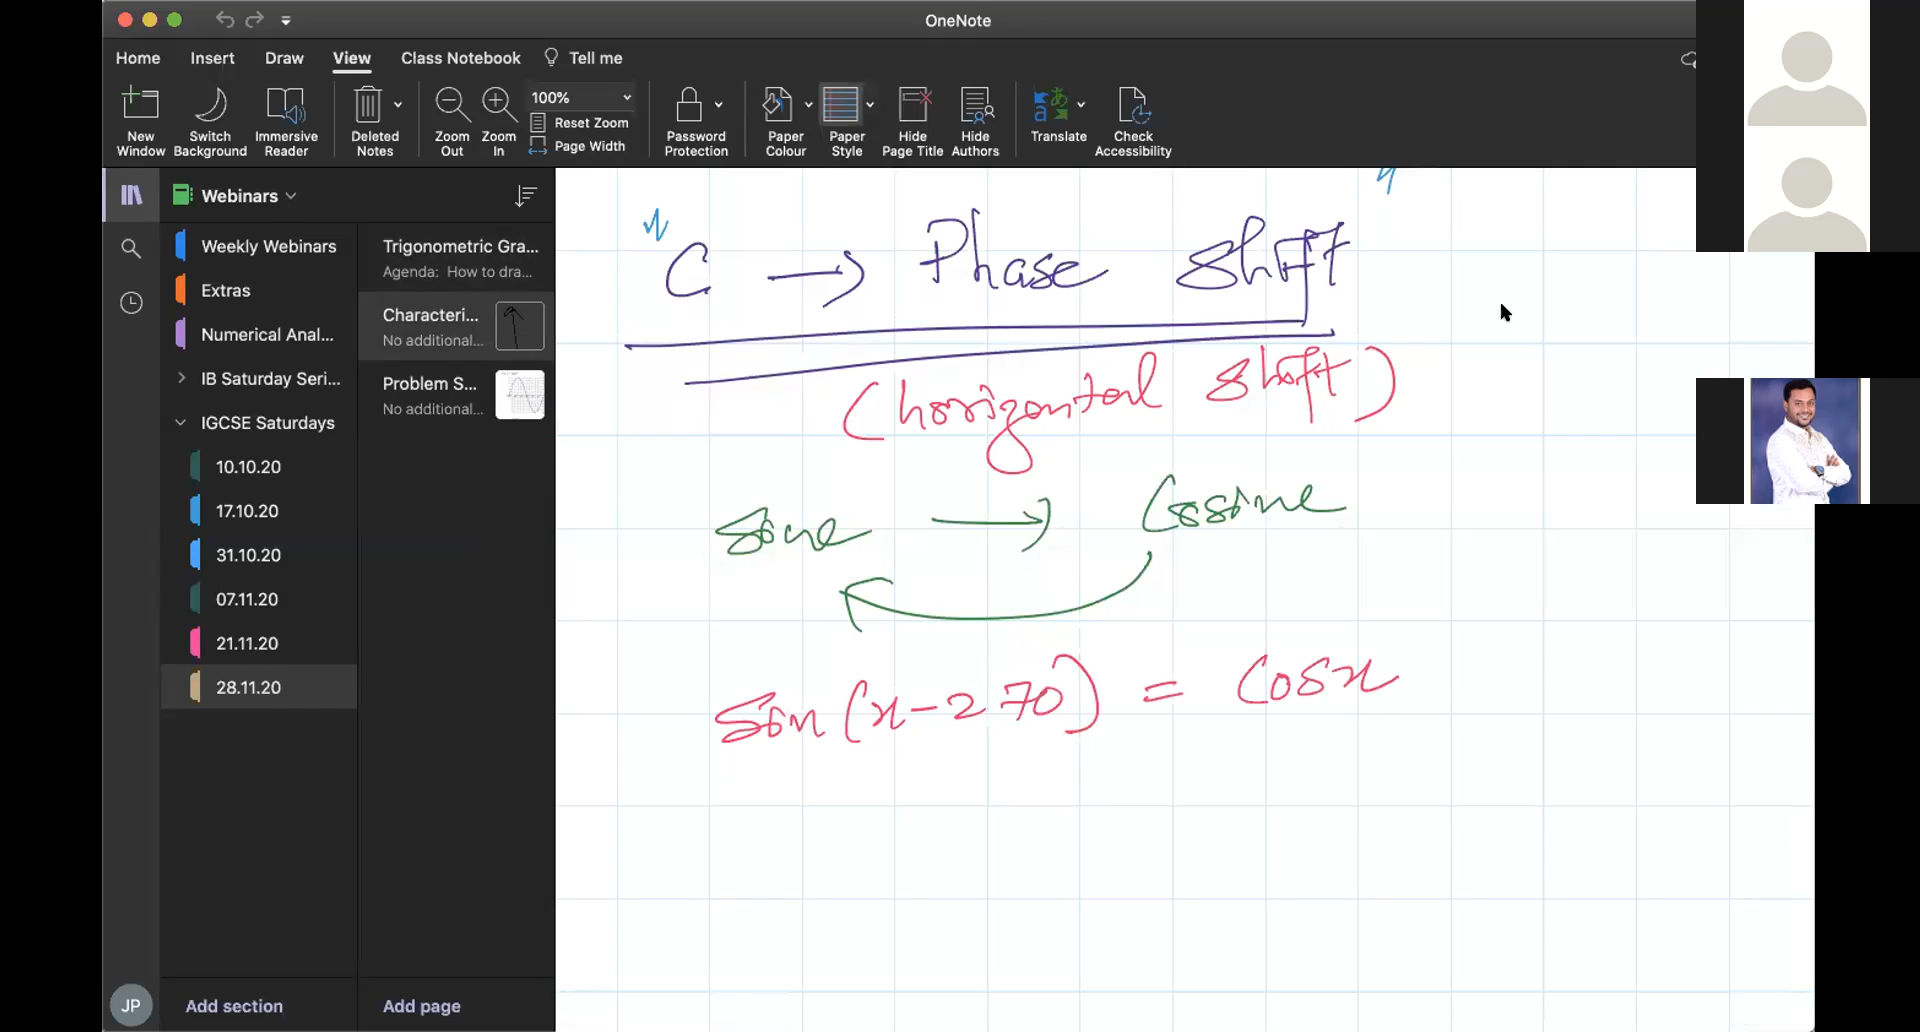 OneNote
Home Insert Draw View Class Notebook Tell me
New Window
Switch Background
Immersive Reader
Deleted Notes
Zoom Out
Zoom In
100%
Reset Zoom
Page Width
Password Protection
Paper Colour
Paper Style
Hide Page Title
Hide Authors
Translate
Check Accessibility
Webinars
Weekly Webinars
Extras
Numerical Anal...
IB Saturday Seri...
IGCSE Saturdays
10.10.20
17.10.20
31.10.20
07.11.20
21.11.20
28.11.20
Trigonometric Gra...
Agenda: How to dra...
Characteri...
No additional...
Problem S...
No additional...
C → Phase shift
(horizontal shift)
sine → Cosine
sin(x-270) = Cosx
JP
Add section
Add page